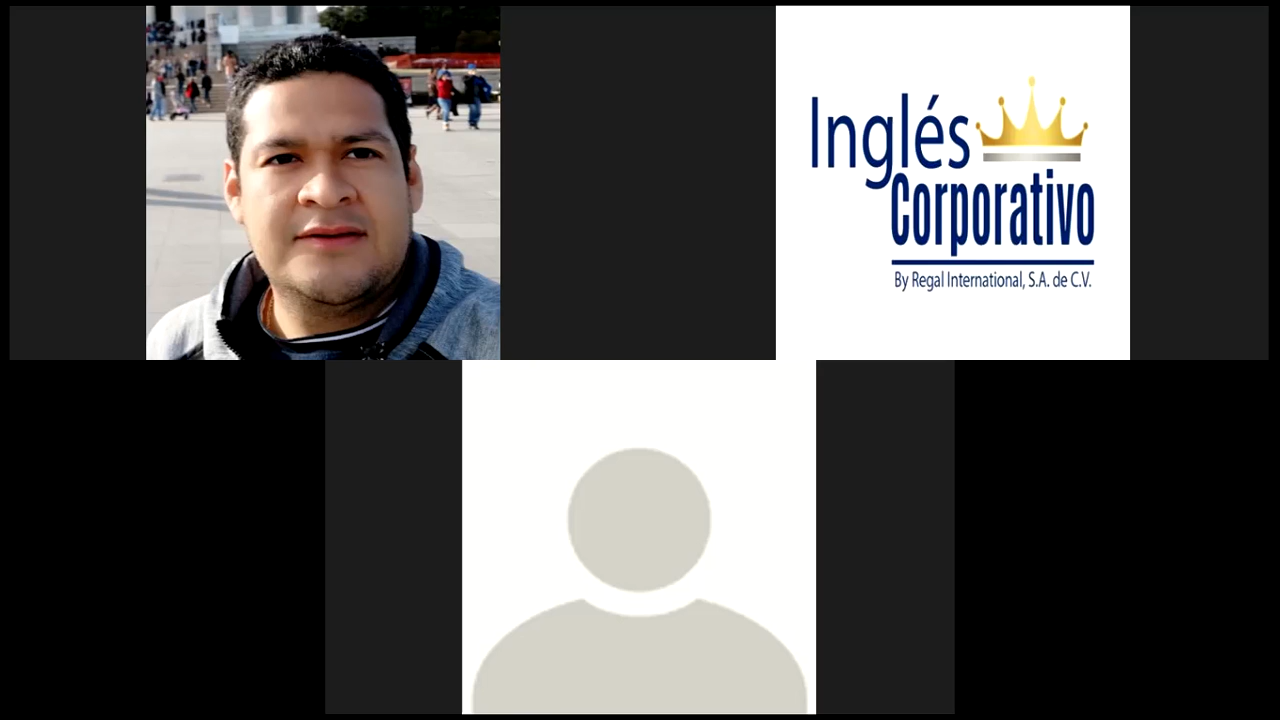 Inglés
Corporativo
By Regal International, S.A. de C.V.